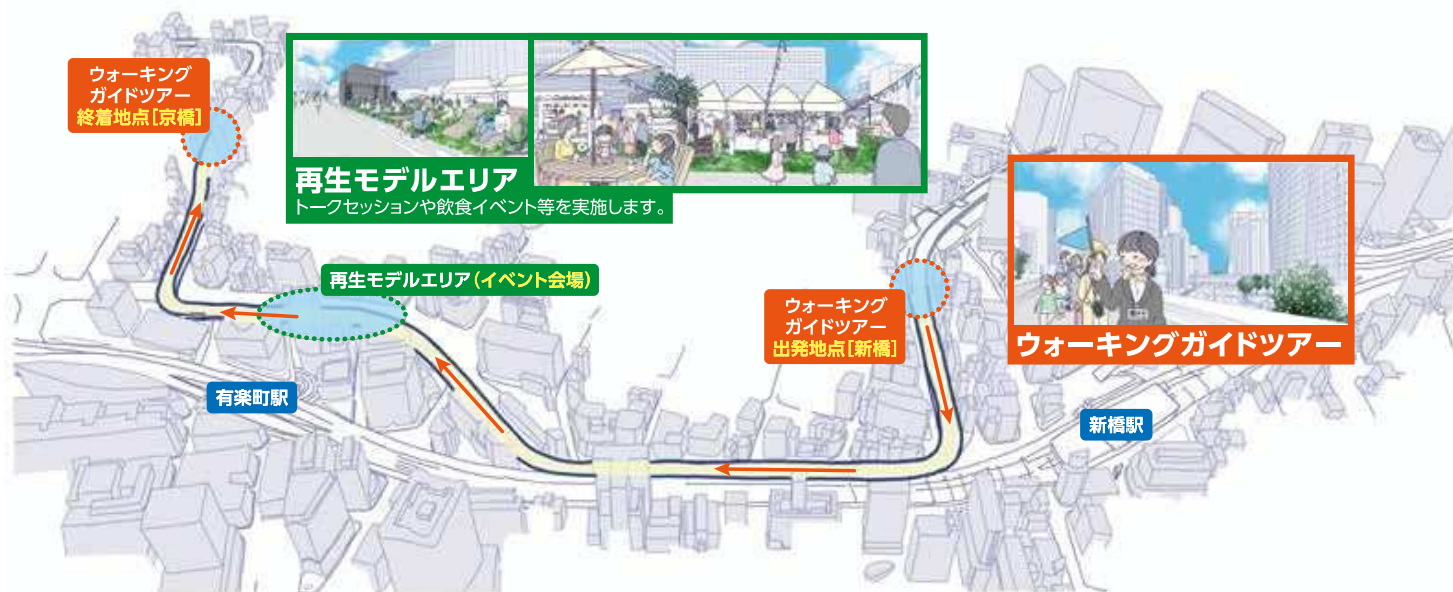 ウォーキング
ガイドツアー
終着地点[京橋]
再生モデルエリア
トークセッションや飲食イベント等を実施します。
再生モデルエリア(イベント会場)
ウォーキング
ガイドツアー
出発地点[新橋]
ウォーキングガイドツアー
有楽町駅
新橋駅